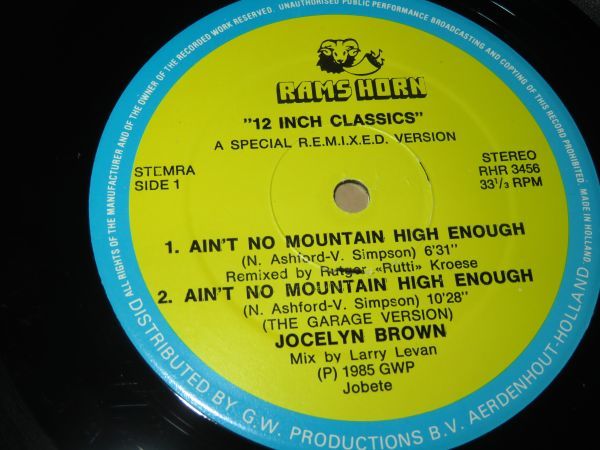 ALL RIGHTS OF THE MANUFACTURER AND OF THE OWNER OF THE RECORDED WORK RESERVED. UNAUTHORISED PUBLIC PERFORMANCE BROADCASTING AND COPYING OF THIS RECORD PROHIBITED. MADE IN HOLLAND
RAMS HORN
"12 INCH CLASSICS"
A SPECIAL R.E.M.I.X.E.D. VERSION
STEMRA
SIDE 1
STEREO
RHR 3456
33 1/3 RPM
1. AIN'T NO MOUNTAIN HIGH ENOUGH
(N. Ashford-V. Simpson) 6'31"
Remixed by Rutger «Rutti» Kroese
2. AIN'T NO MOUNTAIN HIGH ENOUGH
(N. Ashford-V. Simpson) 10'28"
(THE GARAGE VERSION)
JOCELYN BROWN
Mix by Larry Levan
(P) 1985 GWP
Jobete
DISTRIBUTED BY G.W. PRODUCTIONS B.V. AERDENHOUT-HOLLAND